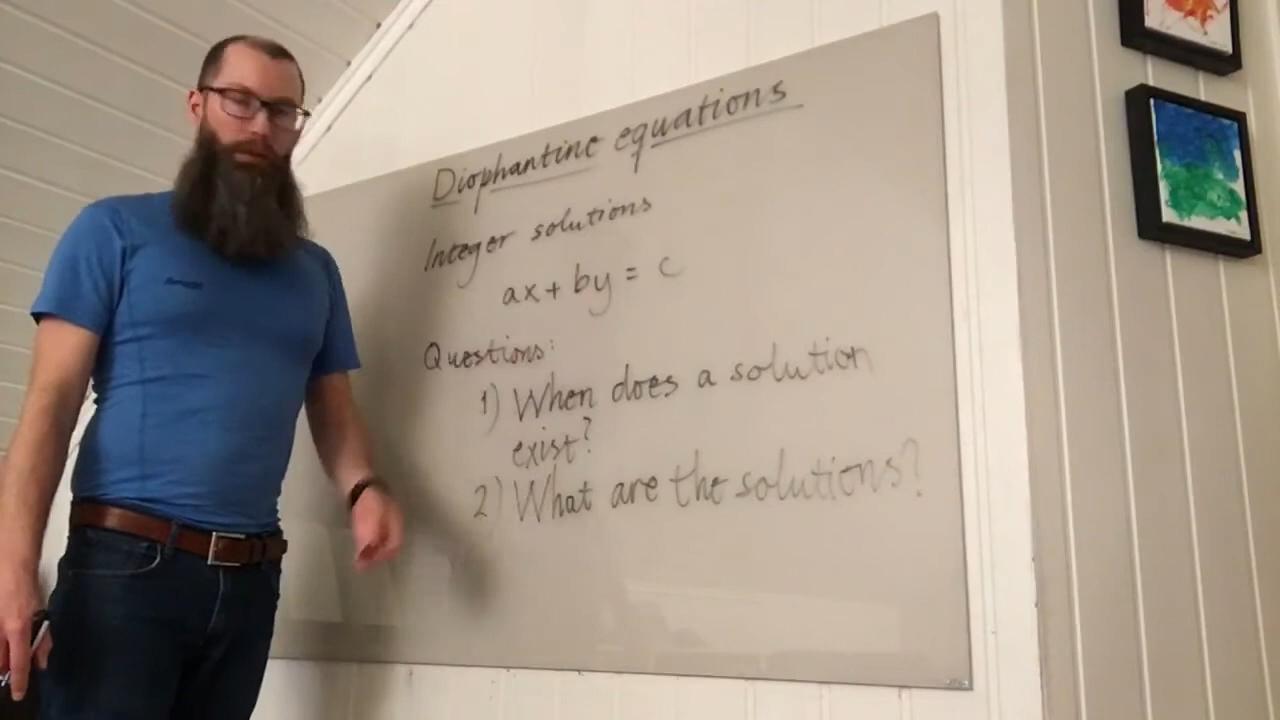 Diophantine equations
Integer solutions
ax + by = c
Questions:
1) When does a solution
exist?
2) What are the solutions?